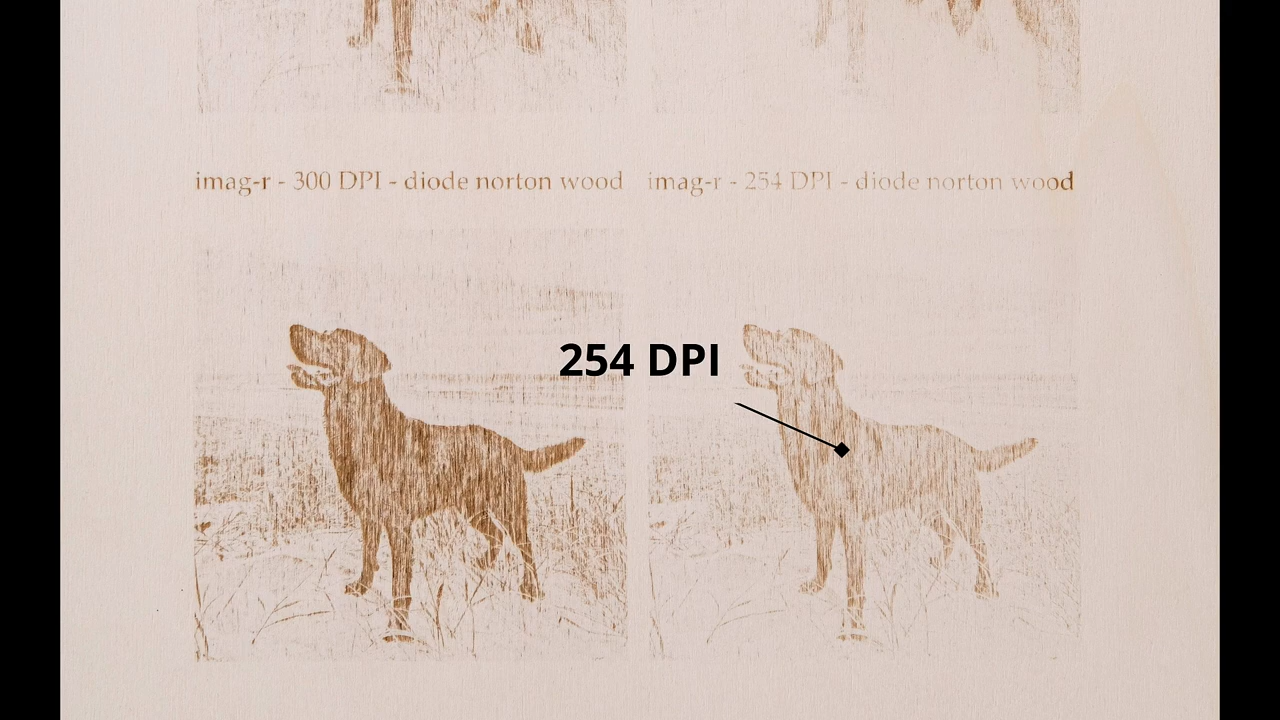 imag-r - 300 DPI - diode norton wood
imag-r - 254 DPI - diode norton wood
254 DPI